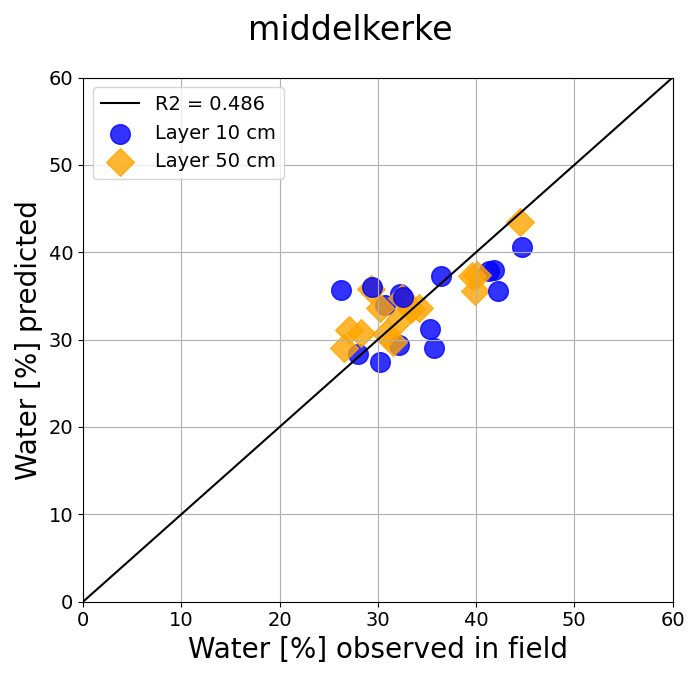 middelkerke
R2 = 0.486
Layer 10 cm
Layer 50 cm
Water [%] predicted
60
50
40
30
20
10
0
0 10 20 30 40 50 60
Water [%] observed in field